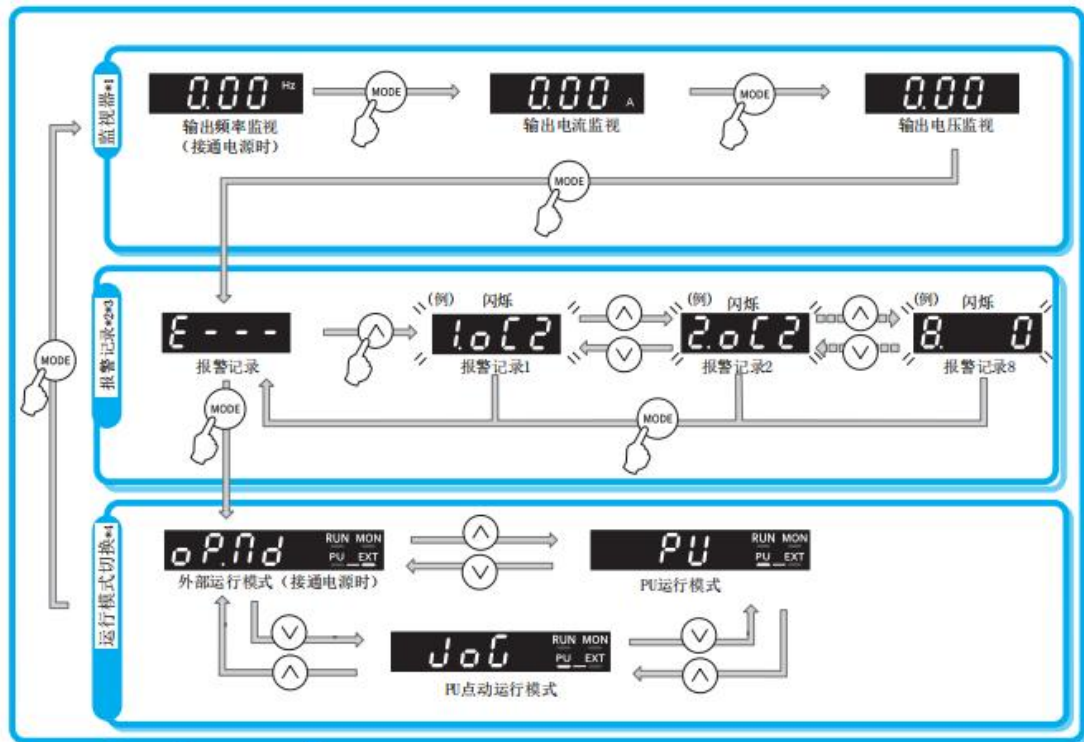 监视器*1
0.00 Hz
MODE
0.00 A
MODE
0.00
输出频率监视
(接通电源时)
输出电流监视
输出电压监视
MODE
MODE
报警记录*2*3
E---
(例) 闪烁
1.oC2
(例) 闪烁
2.oC2
(例) 闪烁
8. 0
报警记录
报警记录1
报警记录2
报警记录8
MODE
MODE
运行模式切换*4
oP.nd RUN MON
PU EXT
PU RUN MON
PU EXT
外部运行模式(接通电源时)
PU运行模式
JoG RUN MON
PU EXT
PU点动运行模式